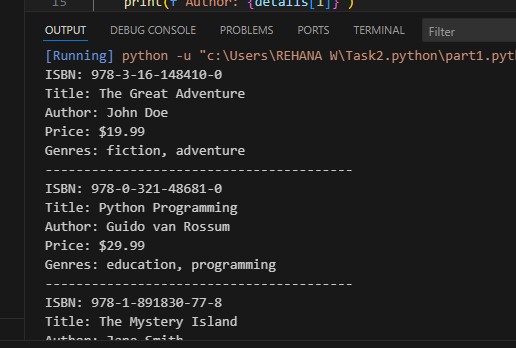 15 print(f"Author: {details[1]}")
OUTPUT DEBUG CONSOLE PROBLEMS PORTS TERMINAL Filter
[Running] python -u "c:\Users\REHANA W\Task2.python\part1.pyth
ISBN: 978-3-16-148410-0
Title: The Great Adventure
Author: John Doe
Price: $19.99
Genres: fiction, adventure
----------------------------------------
ISBN: 978-0-321-48681-0
Title: Python Programming
Author: Guido van Rossum
Price: $29.99
Genres: education, programming
----------------------------------------
ISBN: 978-1-891830-77-8
Title: The Mystery Island
Author: Jane Smith